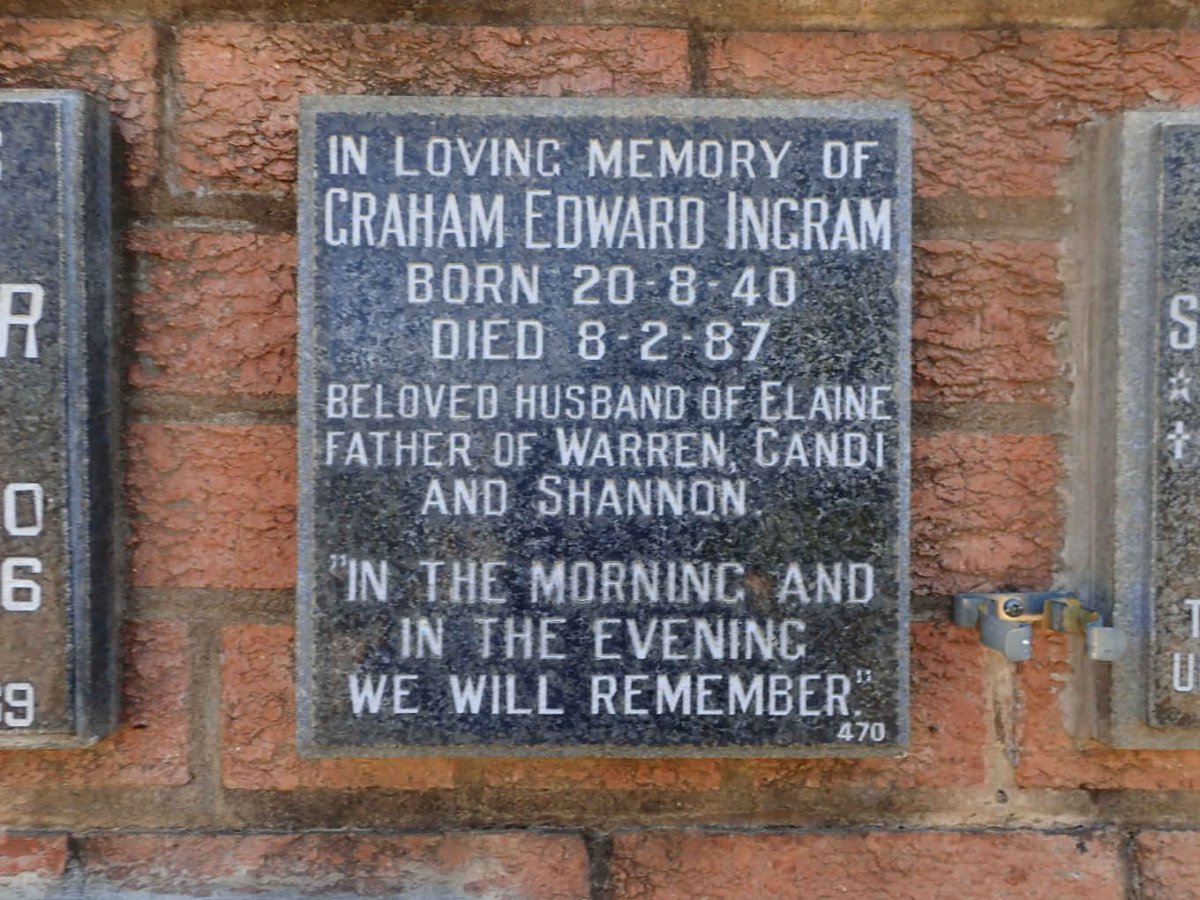 IN LOVING MEMORY OF
GRAHAM EDWARD INGRAM
BORN 20-8-40
DIED 8-2-87
BELOVED HUSBAND OF ELAINE
FATHER OF WARREN, CANDI
AND SHANNON.
"IN THE MORNING AND
IN THE EVENING
WE WILL REMEMBER."
470